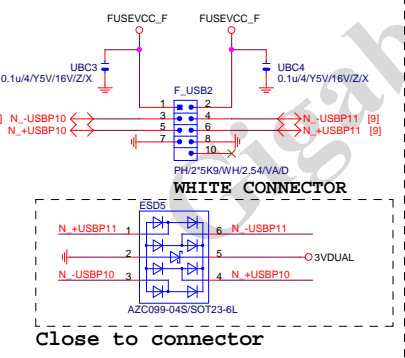 FUSEVCC_F FUSEVCC_F
UBC3 UBC4
0.1u/4/Y5V/16V/Z/X 0.1u/4/Y5V/16V/Z/X
F_USB2
1 2
] N_-USBP10 3 4 N_-USBP11 [9]
N_+USBP10 5 6 N_+USBP11 [9]
7 8
10
PH/2*5K9/WH/2.54/VA/D
WHITE CONNECTOR
ESD5
N_+USBP11 1 6 N_-USBP11
2 5 3VDUAL
N_-USBP10 3 4 N_+USBP10
AZC099-04S/SOT23-6L
Close to connector
Gigab